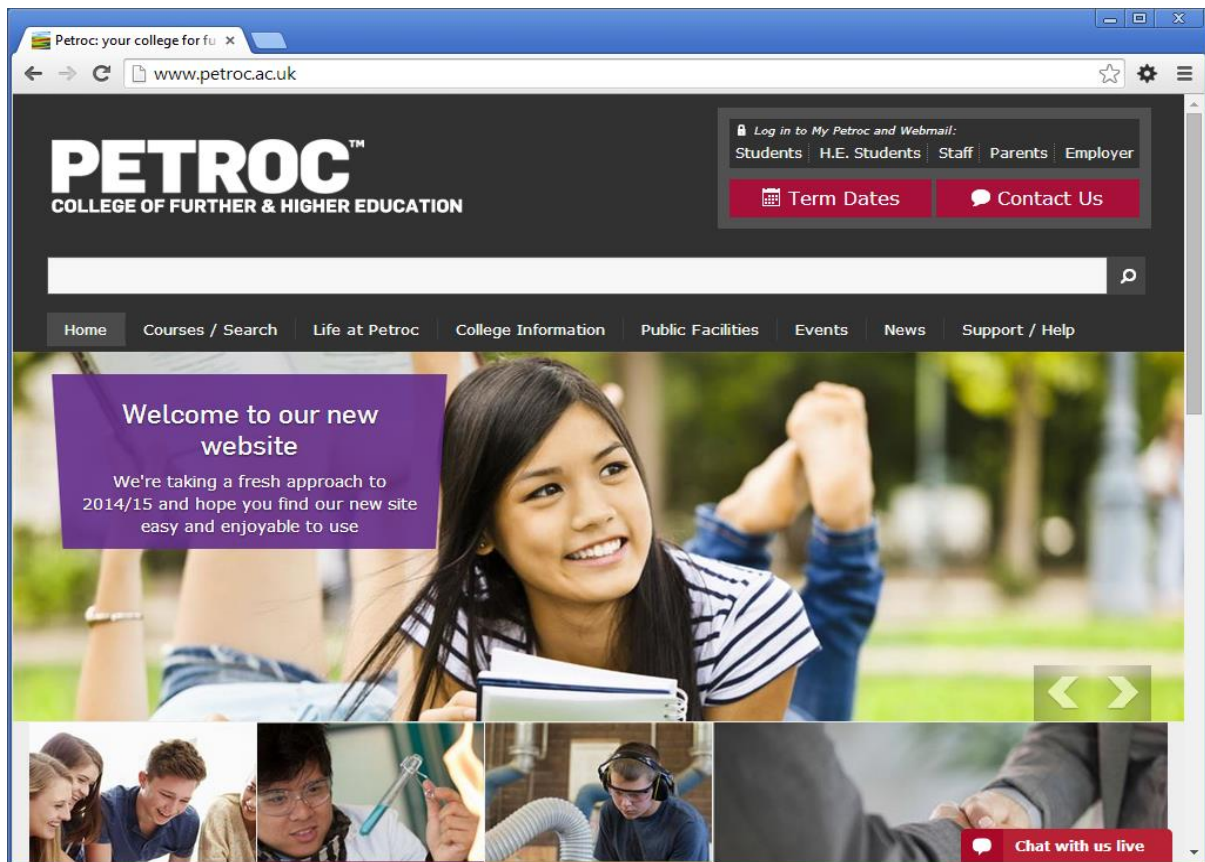 Petroc: your college for fu
www.petroc.ac.uk
PETROC™
COLLEGE OF FURTHER & HIGHER EDUCATION
Log in to My Petroc and Webmail:
Students H.E. Students Staff Parents Employer
Term Dates Contact Us
Home Courses / Search Life at Petroc College Information Public Facilities Events News Support / Help
Welcome to our new
website
We're taking a fresh approach to
2014/15 and hope you find our new site
easy and enjoyable to use
Chat with us live